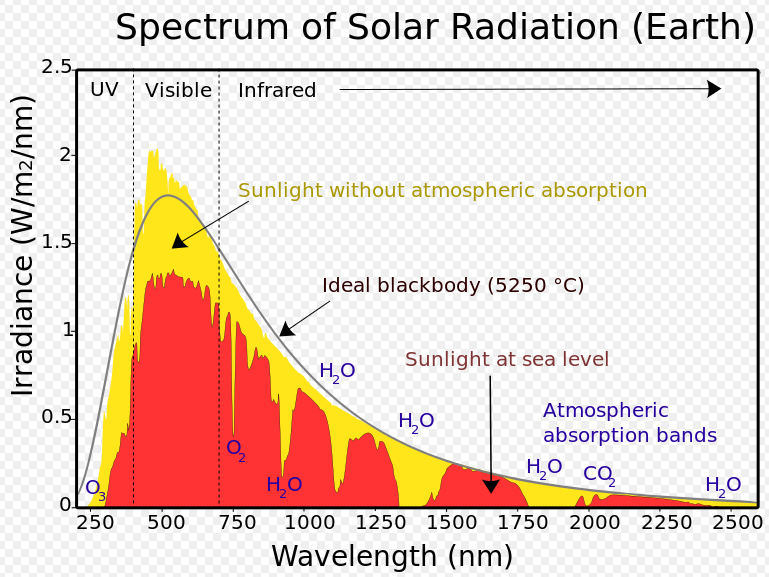 Spectrum of Solar Radiation (Earth)
Irradiance (W/m2/nm)
2.5
2
1.5
1
0.5
0
UV
Visible
Infrared
Sunlight without atmospheric absorption
Ideal blackbody (5250 °C)
Sunlight at sea level
H2O
H2O
Atmospheric
absorption bands
O3
O2
H2O
H2O
CO2
H2O
250 500 750 1000 1250 1500 1750 2000 2250 2500
Wavelength (nm)